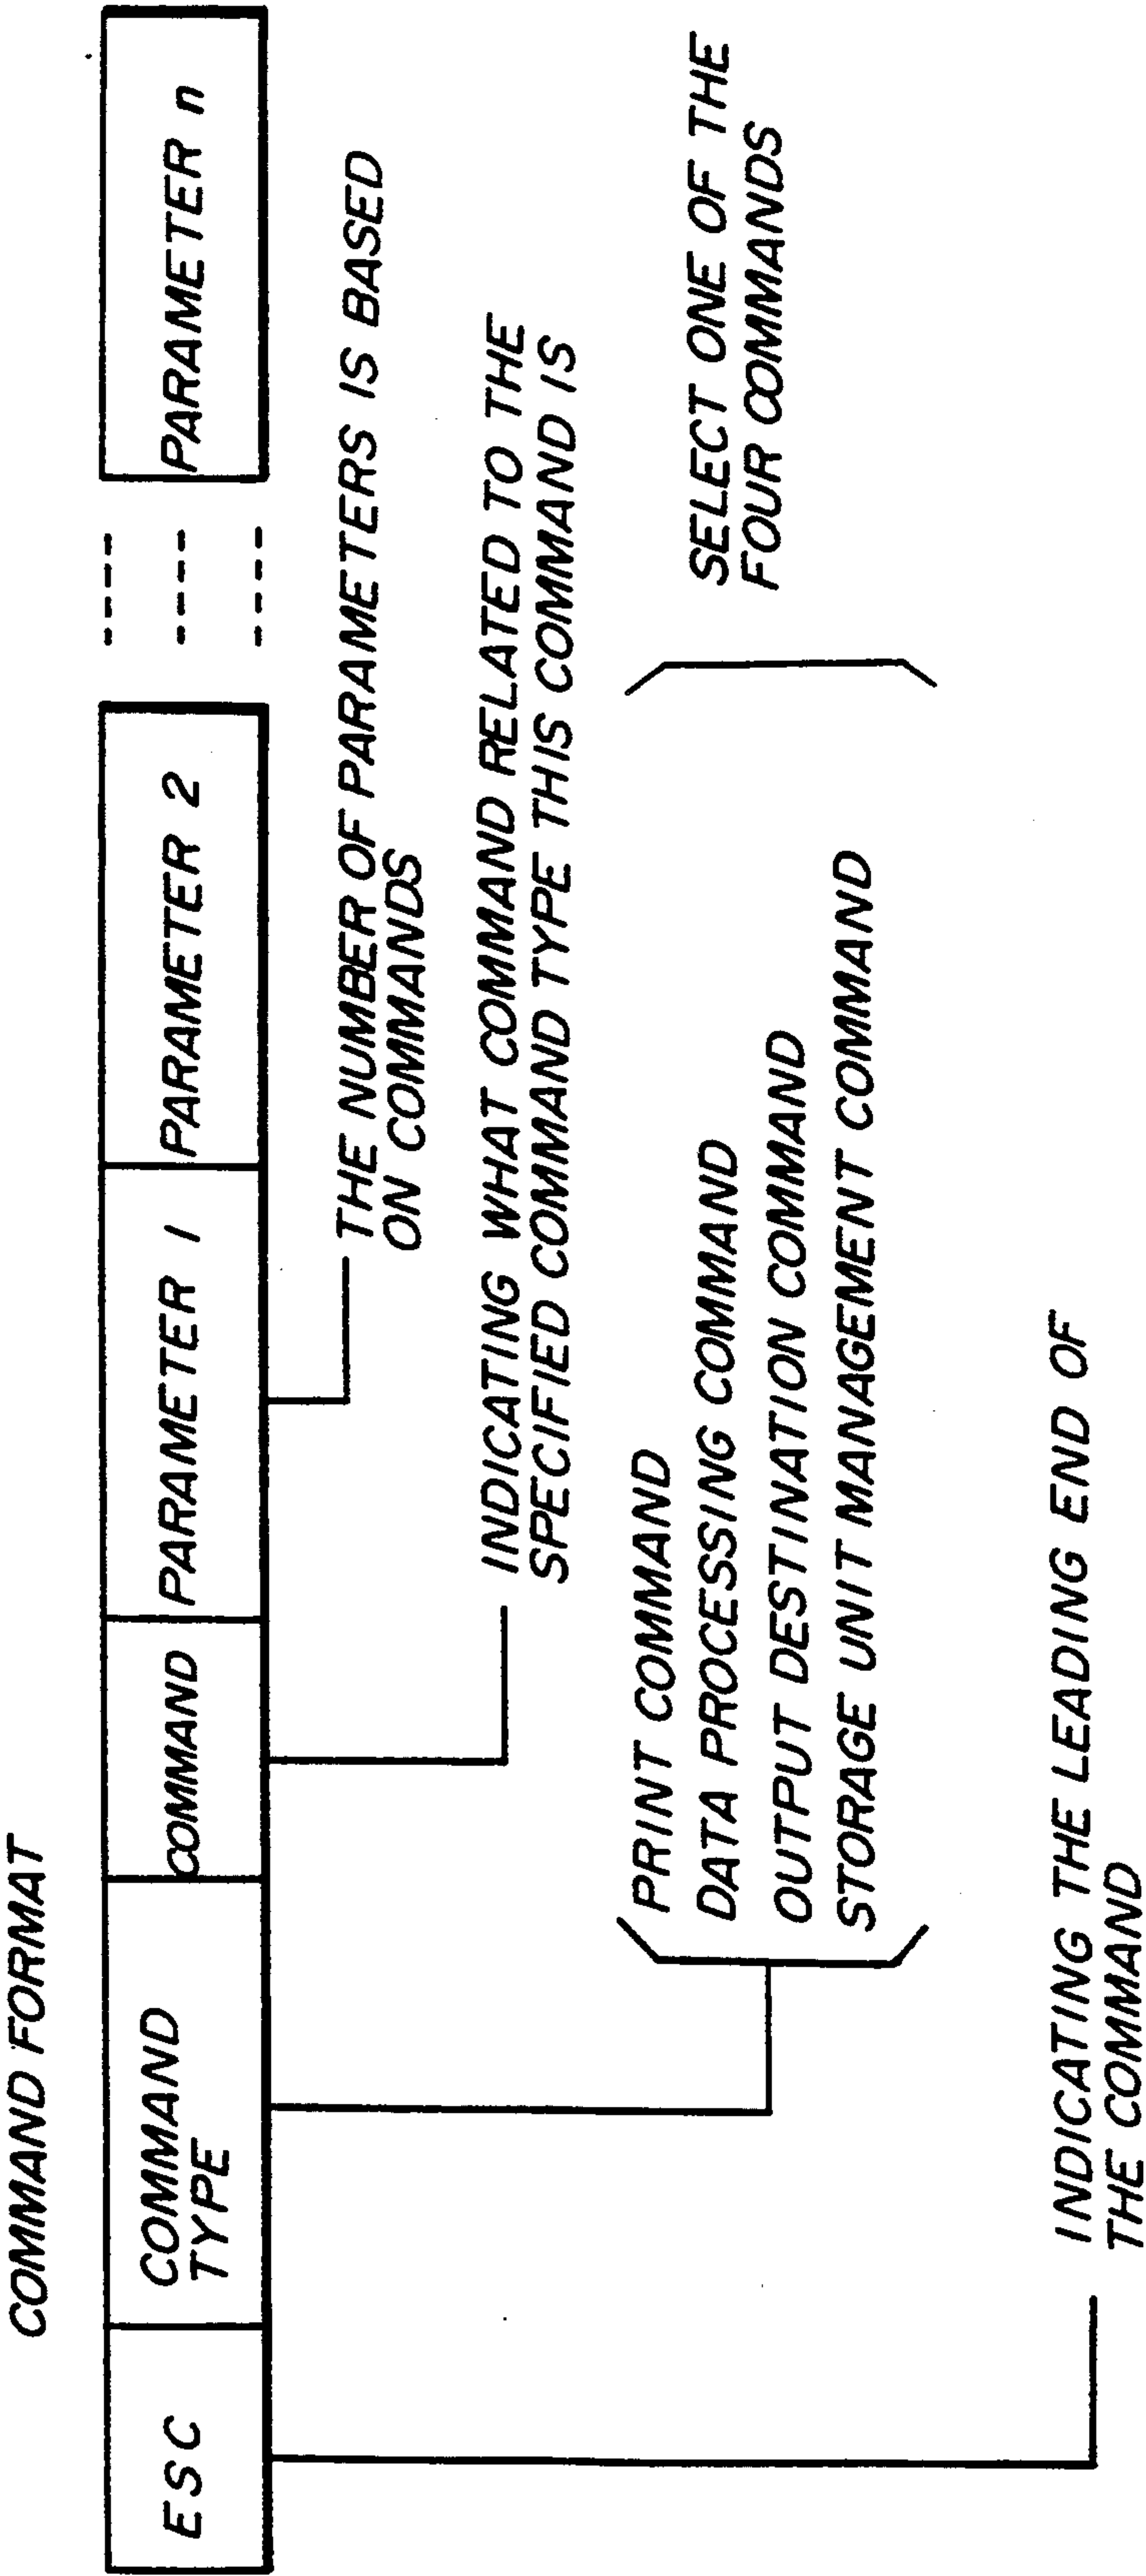 COMMAND FORMAT
ESC
COMMAND
TYPE
COMMAND
PARAMETER 1
PARAMETER 2
PARAMETER n
THE NUMBER OF PARAMETERS IS BASED
ON COMMANDS
INDICATING WHAT COMMAND RELATED TO THE
SPECIFIED COMMAND TYPE THIS COMMAND IS
PRINT COMMAND
DATA PROCESSING COMMAND
OUTPUT DESTINATION COMMAND
STORAGE UNIT MANAGEMENT COMMAND
SELECT ONE OF THE
FOUR COMMANDS
INDICATING THE LEADING END OF
THE COMMAND